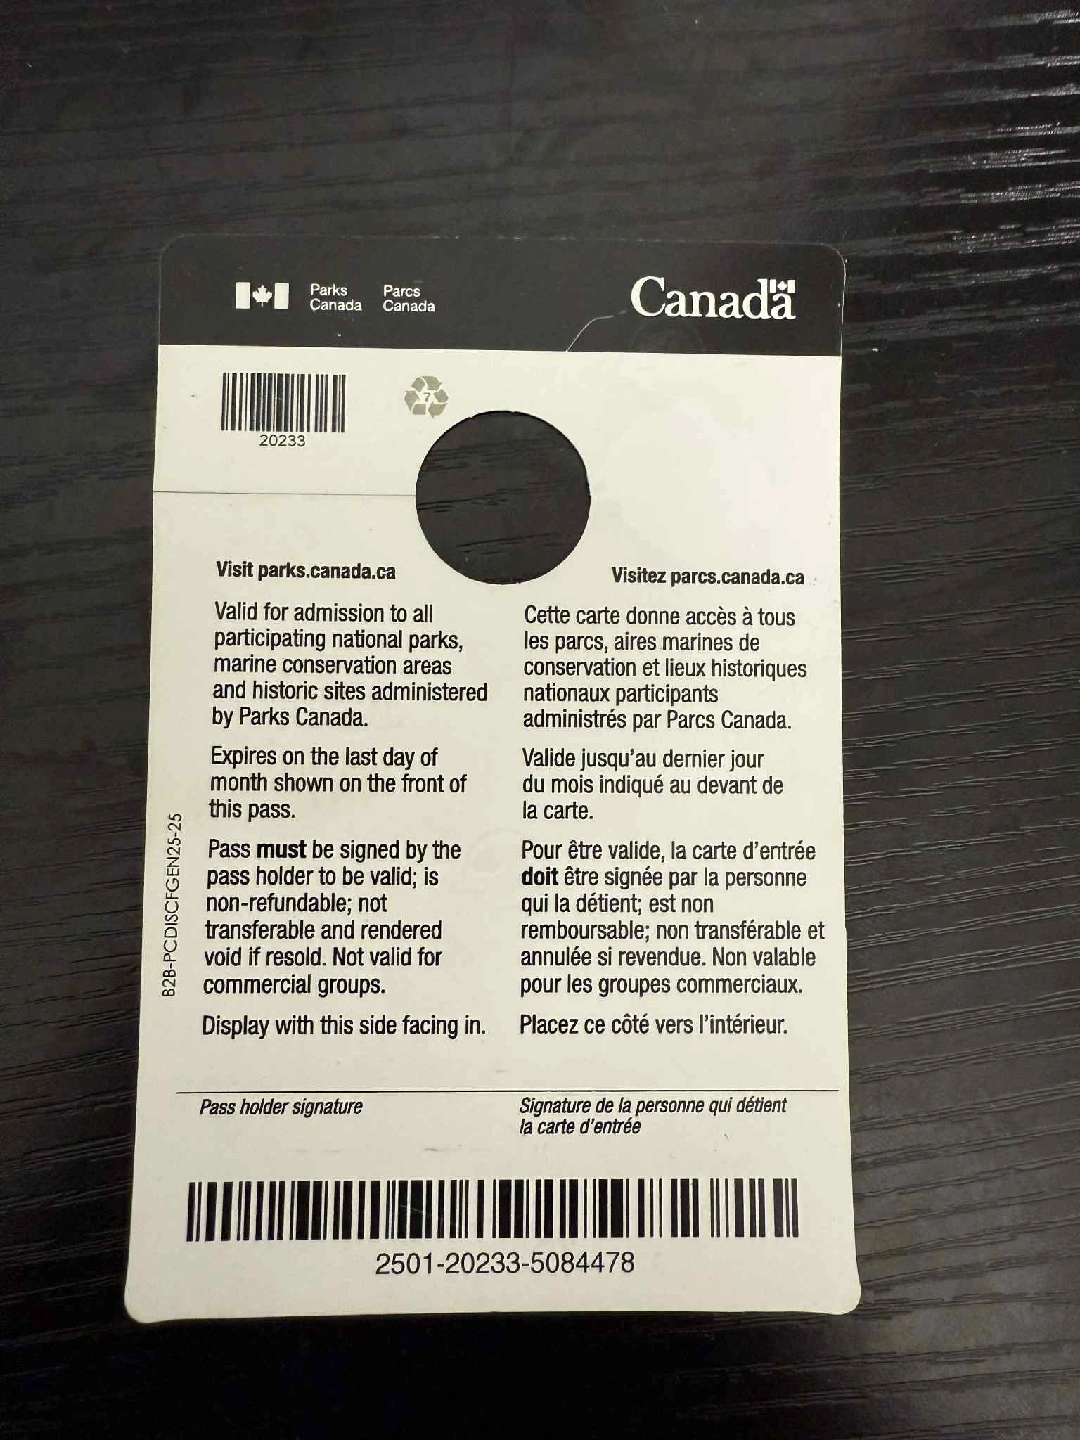 Parks
Canada
Parcs
Canada
Canada
20233
7
Visit parks.canada.ca
Valid for admission to all
participating national parks,
marine conservation areas
and historic sites administered
by Parks Canada.
Expires on the last day of
month shown on the front of
this pass.
Pass must be signed by the
pass holder to be valid; is
non-refundable; not
transferable and rendered
void if resold. Not valid for
commercial groups.
Display with this side facing in.
Visitez parcs.canada.ca
Cette carte donne accès à tous
les parcs, aires marines de
conservation et lieux historiques
nationaux participants
administrés par Parcs Canada.
Valide jusqu'au dernier jour
du mois indiqué au devant de
la carte.
Pour être valide, la carte d'entrée
doit être signée par la personne
qui la détient; est non
remboursable; non transférable et
annulée si revendue. Non valable
pour les groupes commerciaux.
Placez ce côté vers l'intérieur.
B2B-PCDISCFGEN25-25
Pass holder signature
Signature de la personne qui détient
la carte d'entrée
2501-20233-5084478